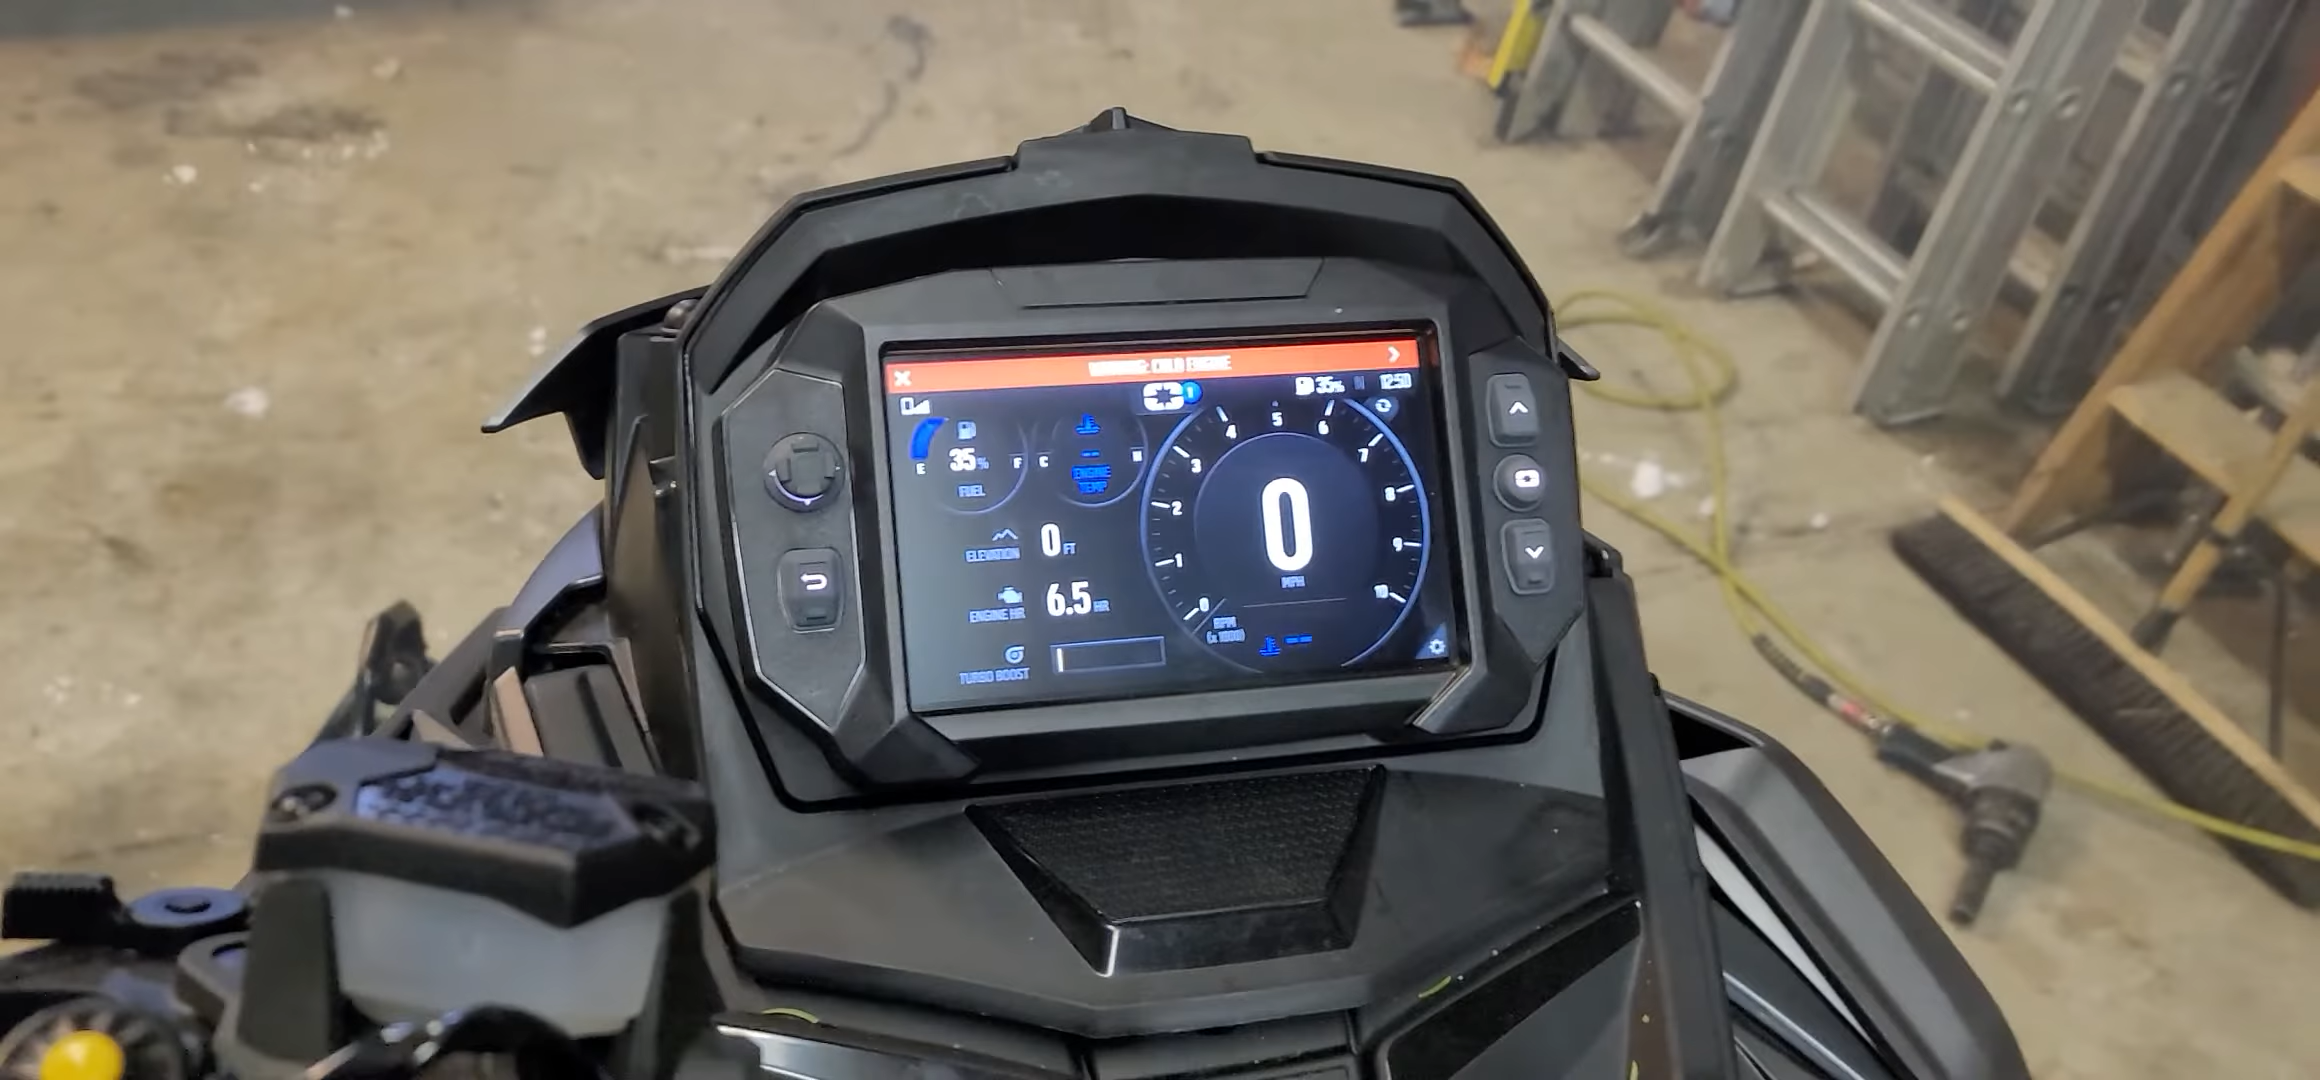 WARNING: COLD ENGINE
1
35% N 12:50
35%
E F
FUEL
C H
ENGINE
TEMP
ELEVATION 0 FT
ENGINE HR 6.5 HR
TURBO BOOST
0 1 2 3 4 5 6 7 8 9 10
0
MPH
RPM
(x 1000)